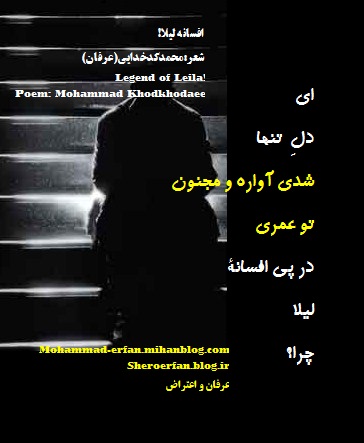 افسانه لیلا!
شعر:محمدکدخدایی(عرفان)
Legend of Leila!
Poem: Mohammad Khodkhodaee
ای
دلِ تنها
شدی آواره و مجنون
تو عمری
در پی افسانۀ
لیلا
چرا؟
Mohammad-erfan.mihanblog.com
Sheroerfan.blog.ir
عرفان و اعتراض